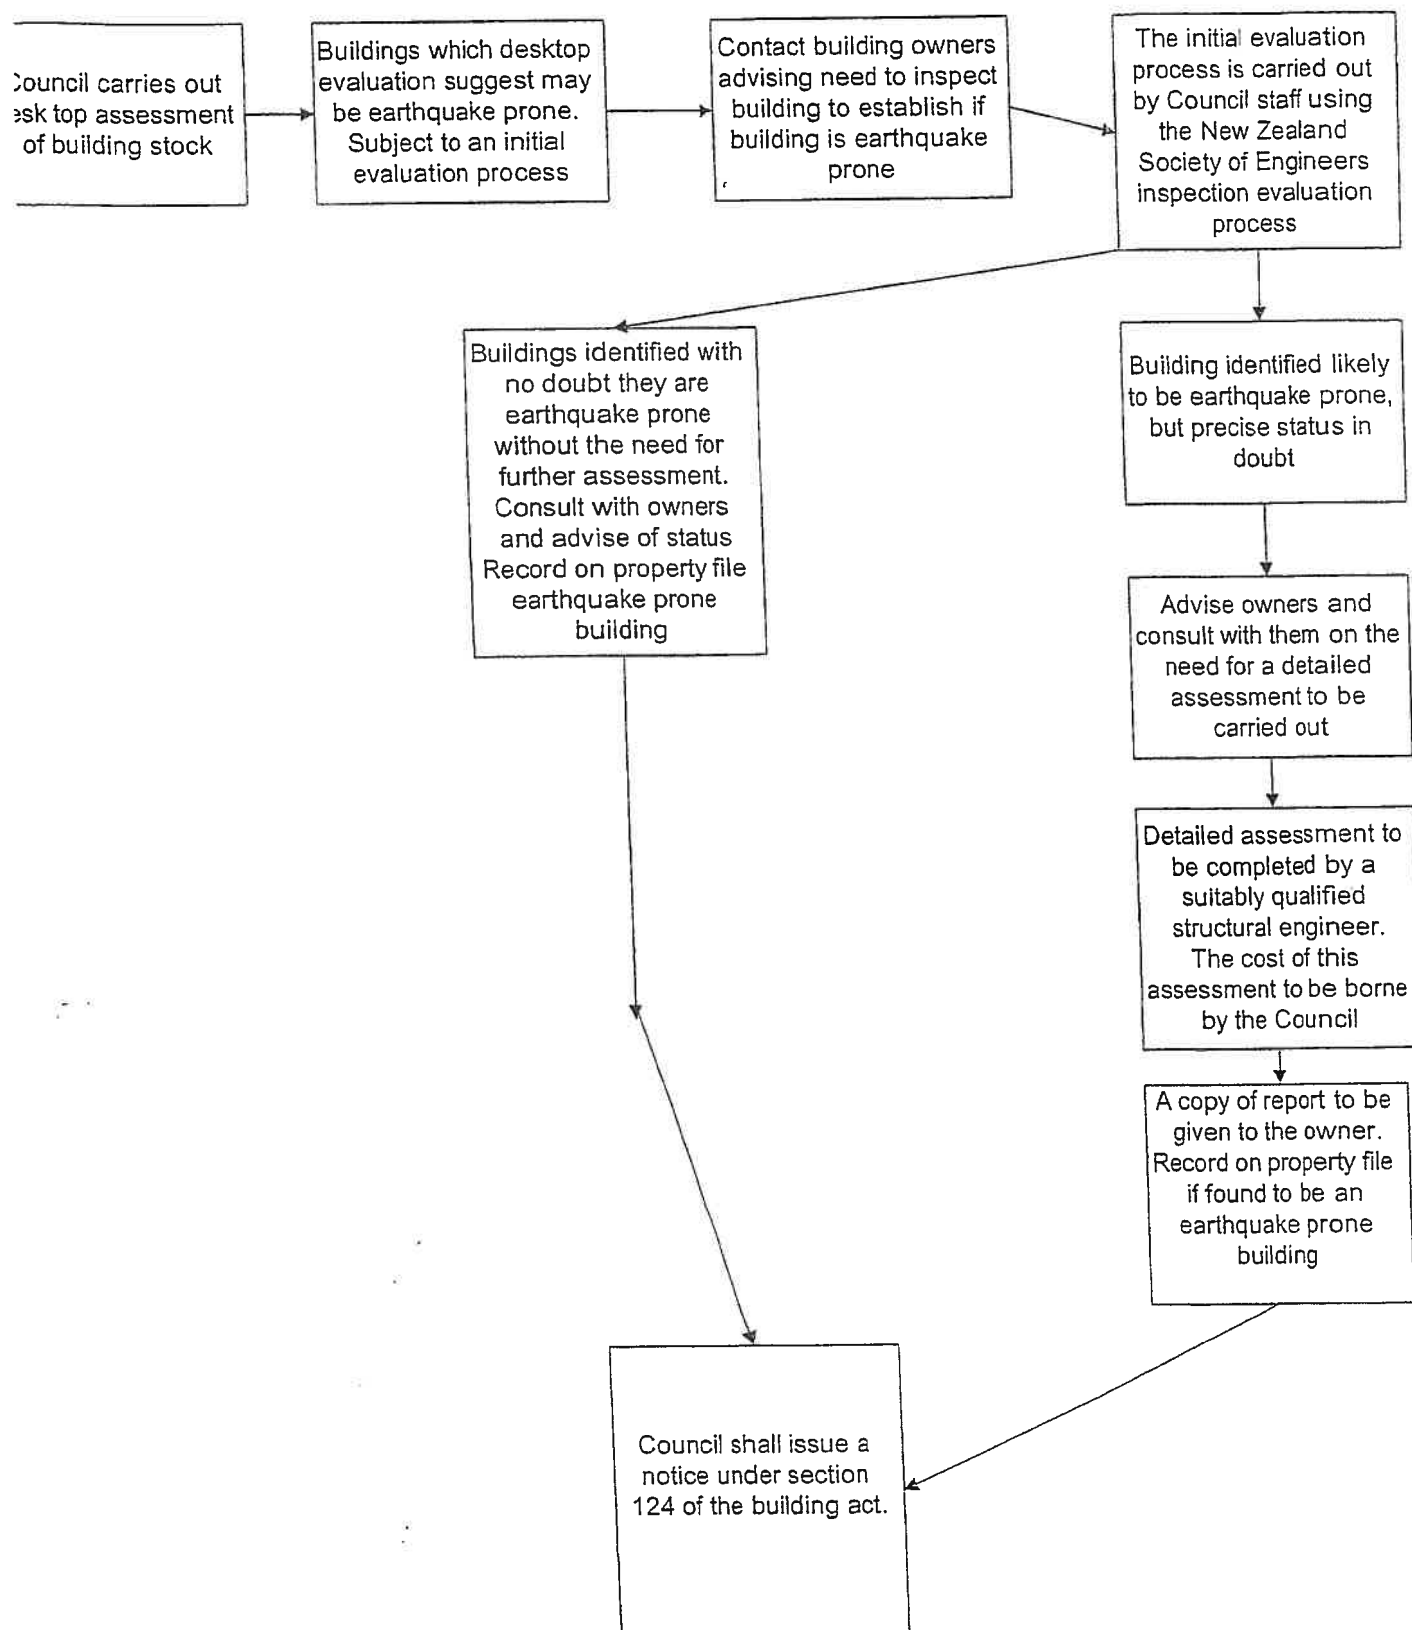 Council carries out
desk top assessment
of building stock
Buildings which desktop
evaluation suggest may
be earthquake prone.
Subject to an initial
evaluation process
Contact building owners
advising need to inspect
building to establish if
building is earthquake
prone
The initial evaluation
process is carried out
by Council staff using
the New Zealand
Society of Engineers
inspection evaluation
process
Buildings identified with
no doubt they are
earthquake prone
without the need for
further assessment.
Consult with owners
and advise of status
Record on property file
earthquake prone
building
Building identified likely
to be earthquake prone,
but precise status in
doubt
Advise owners and
consult with them on the
need for a detailed
assessment to be
carried out
Detailed assessment to
be completed by a
suitably qualified
structural engineer.
The cost of this
assessment to be borne
by the Council
A copy of report to be
given to the owner.
Record on property file
if found to be an
earthquake prone
building
Council shall issue a
notice under section
124 of the building act.